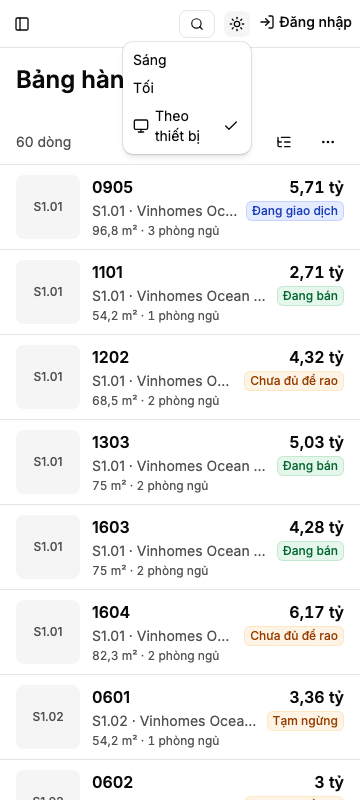 Đăng nhập
Bảng hàn
Sáng
Tối
Theo
thiết bị
60 dòng
S1.01
0905
5,71 tỷ
S1.01 · Vinhomes Oc...
Đang giao dịch
96,8 m² · 3 phòng ngủ
S1.01
1101
2,71 tỷ
S1.01 · Vinhomes Ocean ...
Đang bán
54,2 m² · 1 phòng ngủ
S1.01
1202
4,32 tỷ
S1.01 · Vinhomes O...
Chưa đủ để rao
68,5 m² · 2 phòng ngủ
S1.01
1303
5,03 tỷ
S1.01 · Vinhomes Ocean ...
Đang bán
75 m² · 2 phòng ngủ
S1.01
1603
4,28 tỷ
S1.01 · Vinhomes Ocean ...
Đang bán
75 m² · 2 phòng ngủ
S1.01
1604
6,17 tỷ
S1.01 · Vinhomes O...
Chưa đủ để rao
82,3 m² · 2 phòng ngủ
S1.02
0601
3,36 tỷ
S1.02 · Vinhomes Ocea...
Tạm ngừng
54,2 m² · 1 phòng ngủ
S1.02
0602
3 tỷ